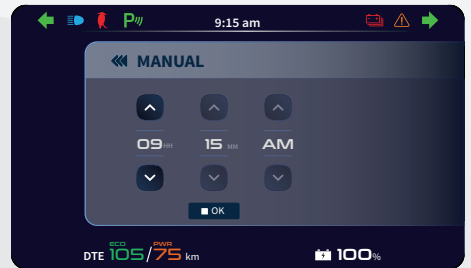 P
9:15 am
MANUAL
09 HH 15 MM AM
OK
ECO PWR
DTE 105/75 km
100%